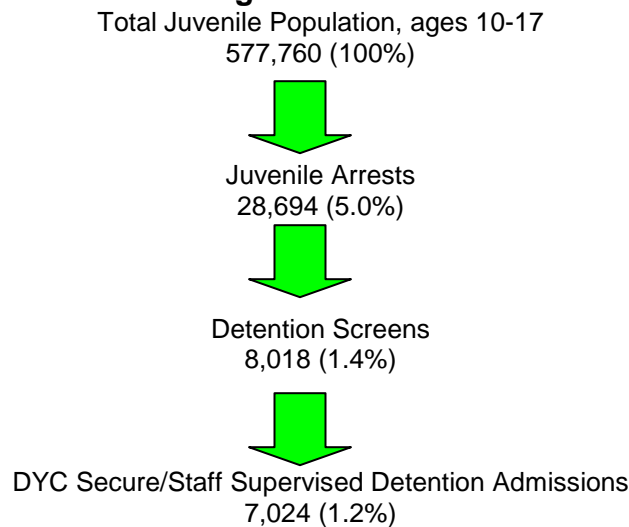 Total Juvenile Population, ages 10-17
577,760 (100%)
Juvenile Arrests
28,694 (5.0%)
Detention Screens
8,018 (1.4%)
DYC Secure/Staff Supervised Detention Admissions
7,024 (1.2%)